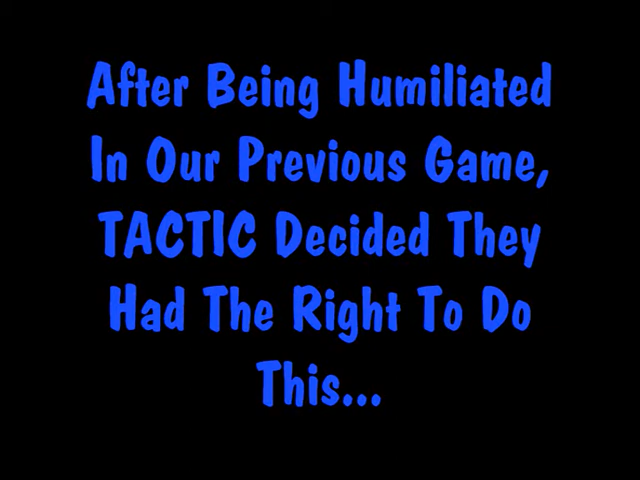 After Being Humiliated
In Our Previous Game,
TACTIC Decided They
Had The Right To Do
This...